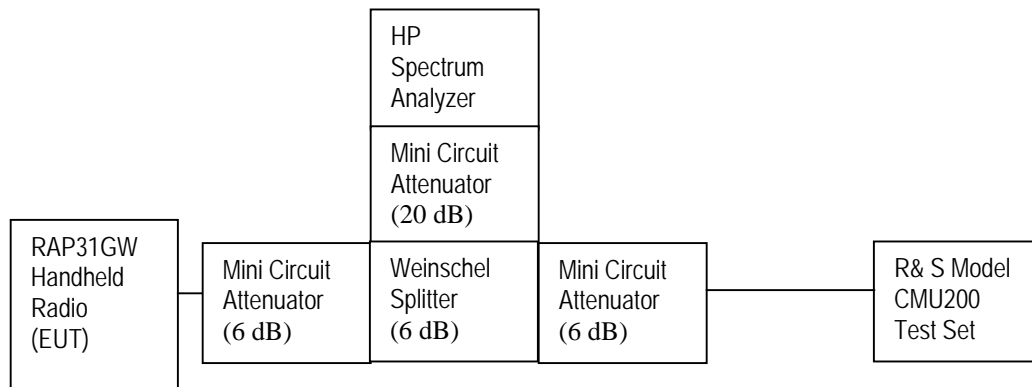 HP
Spectrum
Analyzer
Mini Circuit
Attenuator
(20 dB)
RAP31GW
Handheld
Radio
(EUT)
Mini Circuit
Attenuator
(6 dB)
Weinschel
Splitter
(6 dB)
Mini Circuit
Attenuator
(6 dB)
R& S Model
CMU200
Test Set